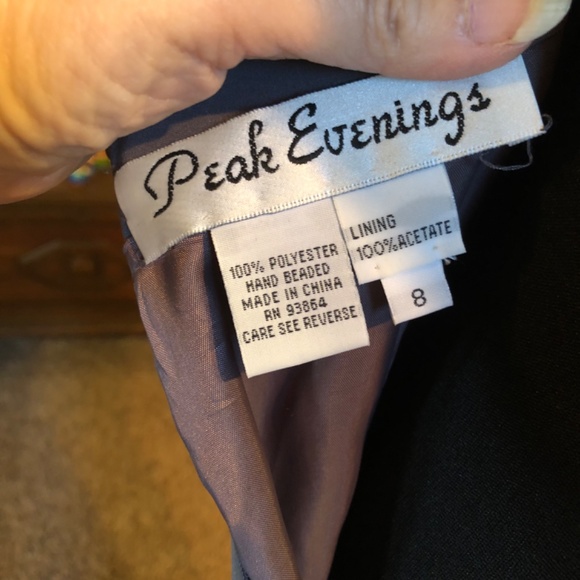 Peak Evenings
100% POLYESTER
HAND BEADED
MADE IN CHINA
RN 93864
CARE SEE REVERSE
LINING
100%ACETATE
8